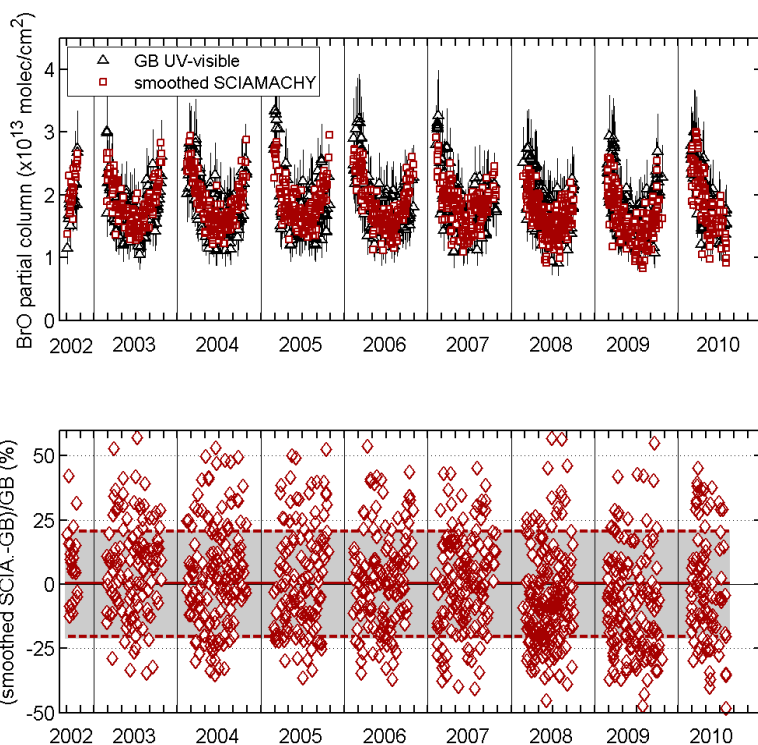 BrO partial column (x10^13 molec/cm^2)
4
3
2
1
0
GB UV-visible
smoothed SCIAMACHY
2002 2003 2004 2005 2006 2007 2008 2009 2010
(smoothed SCIA.-GB)/GB (%)
50
25
0
-25
-50
2002 2003 2004 2005 2006 2007 2008 2009 2010